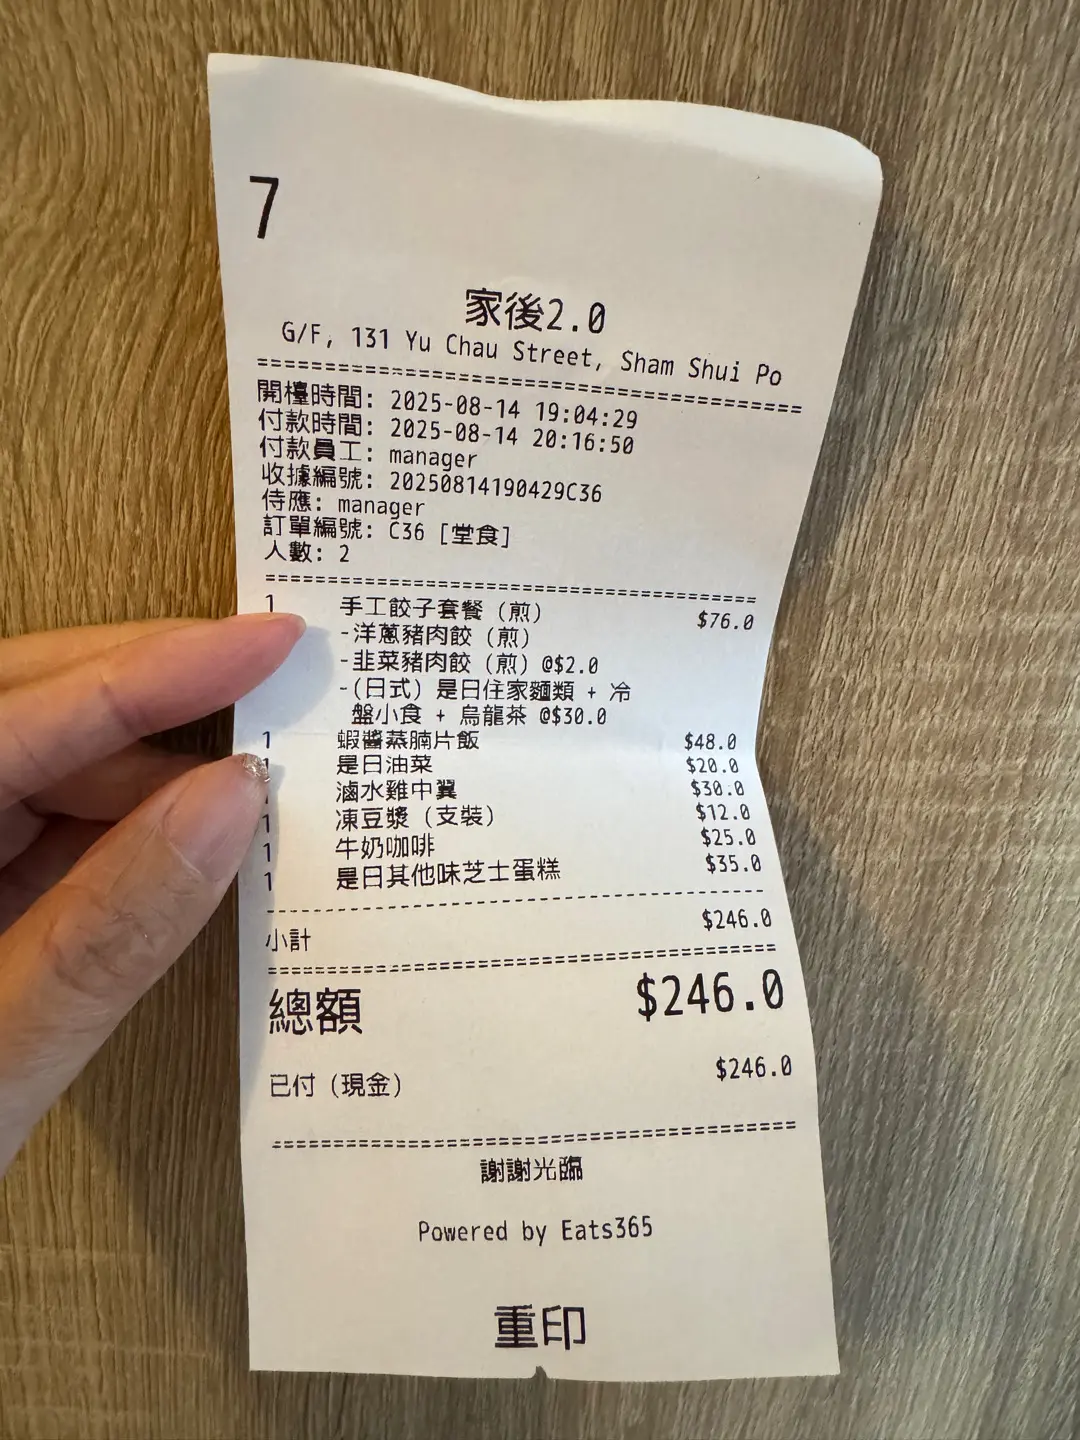 7
家後2.0
G/F, 131 Yu Chau Street, Sham Shui Po
開檯時間: 2025-08-14 19:04:29
付款時間: 2025-08-14 20:16:50
付款員工: manager
收據編號: 20250814190429C36
侍應: manager
訂單編號: C36 [堂食]
人數: 2
1 手工餃子套餐 (煎) $76.0
-洋蔥豬肉餃 (煎)
-韭菜豬肉餃 (煎) @$2.0
-(日式) 是日住家麵類 + 冷
盤小食 + 烏龍茶 @$30.0
1 蝦醬蒸腩片飯 $48.0
1 是日油菜 $20.0
1 滷水雞中翼 $30.0
1 凍豆漿 (支裝) $12.0
1 牛奶咖啡 $25.0
1 是日其他味芝士蛋糕 $35.0
小計 $246.0
總額 $246.0
已付 (現金) $246.0
謝謝光臨
Powered by Eats365
重印